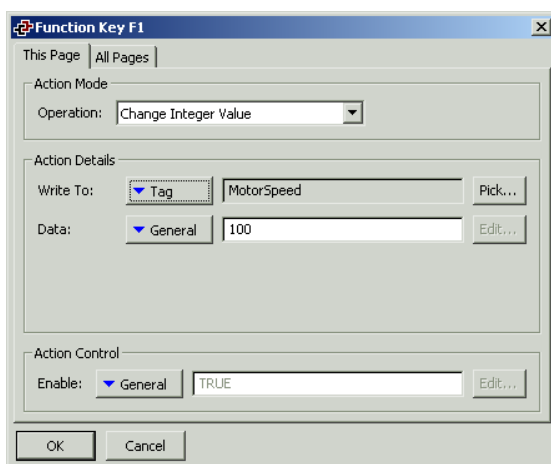 Function Key F1
This Page All Pages
Action Mode
Operation: Change Integer Value
Action Details
Write To: Tag MotorSpeed Pick...
Data: General 100 Edit...
Action Control
Enable: General TRUE Edit...
OK Cancel